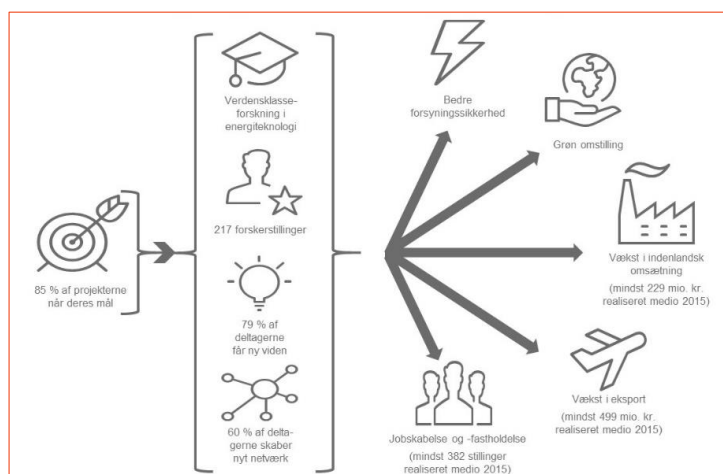 85 % af projekterne
når deres mål
Verdensklasse-
forskning i
energiteknologi
217 forskerstillinger
79 % af
deltagerne
får ny viden
60 % af delta-
gerne skaber
nyt netværk
Bedre
forsyningssikkerhed
Grøn omstilling
Vækst i indenlandsk
omsætning
(mindst 229 mio. kr.
realiseret medio 2015)
Vækst i eksport
(mindst 499 mio. kr.
realiseret medio 2015)
Jobskabelse og -fastholdelse
(mindst 382 stillinger
realiseret medio 2015)